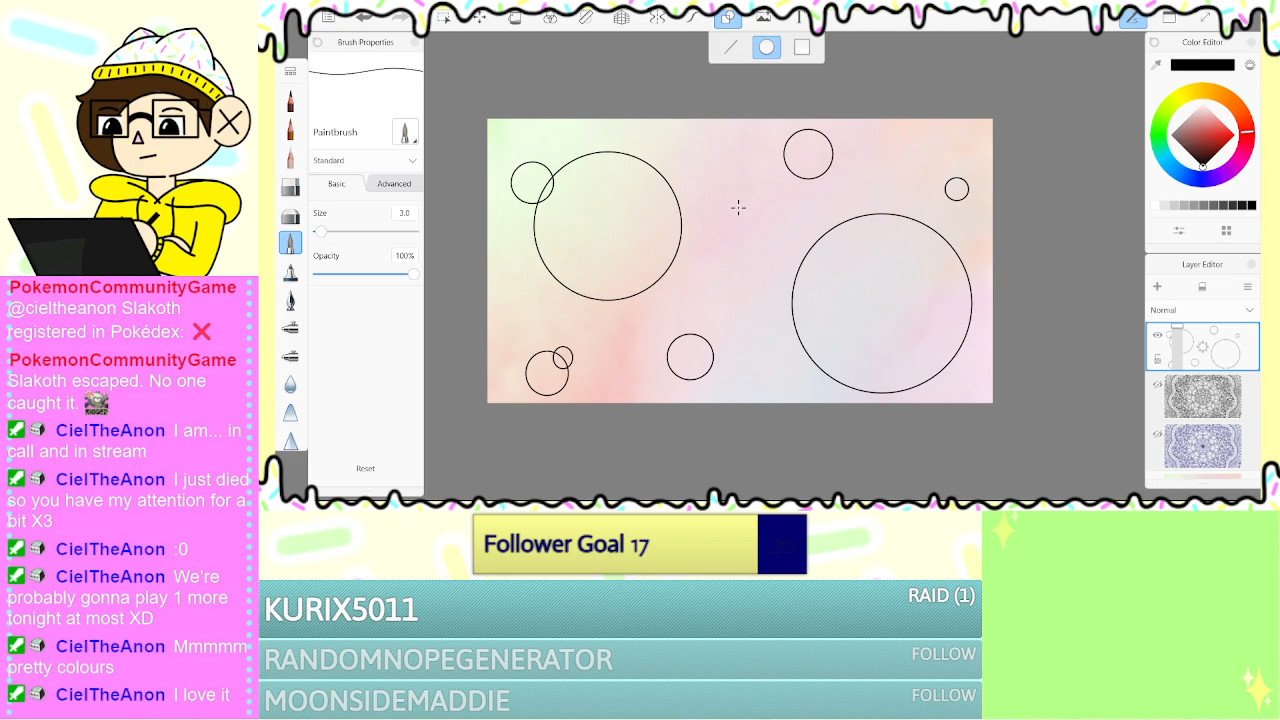 Brush Properties
Paintbrush
Standard
Basic
Advanced
Size
3.0
Opacity
100%
Reset
Color Editor
Layer Editor
Normal
PokemonCommunityGame
@cieltheanon Slakoth
registered in Pokédex: ❌
PokemonCommunityGame
Slakoth escaped. No one
caught it.
CielTheAnon I am... in
call and in stream
CielTheAnon I just died
so you have my attention for a
bit X3
CielTheAnon :0
CielTheAnon We're
probably gonna play 1 more
tonight at most XD
CielTheAnon Mmmmm
pretty colours
CielTheAnon I love it
Follower Goal 17
KURIX5011
RAID (1)
RANDOMNOPEGENERATOR
FOLLOW
MOONSIDEMADDIE
FOLLOW